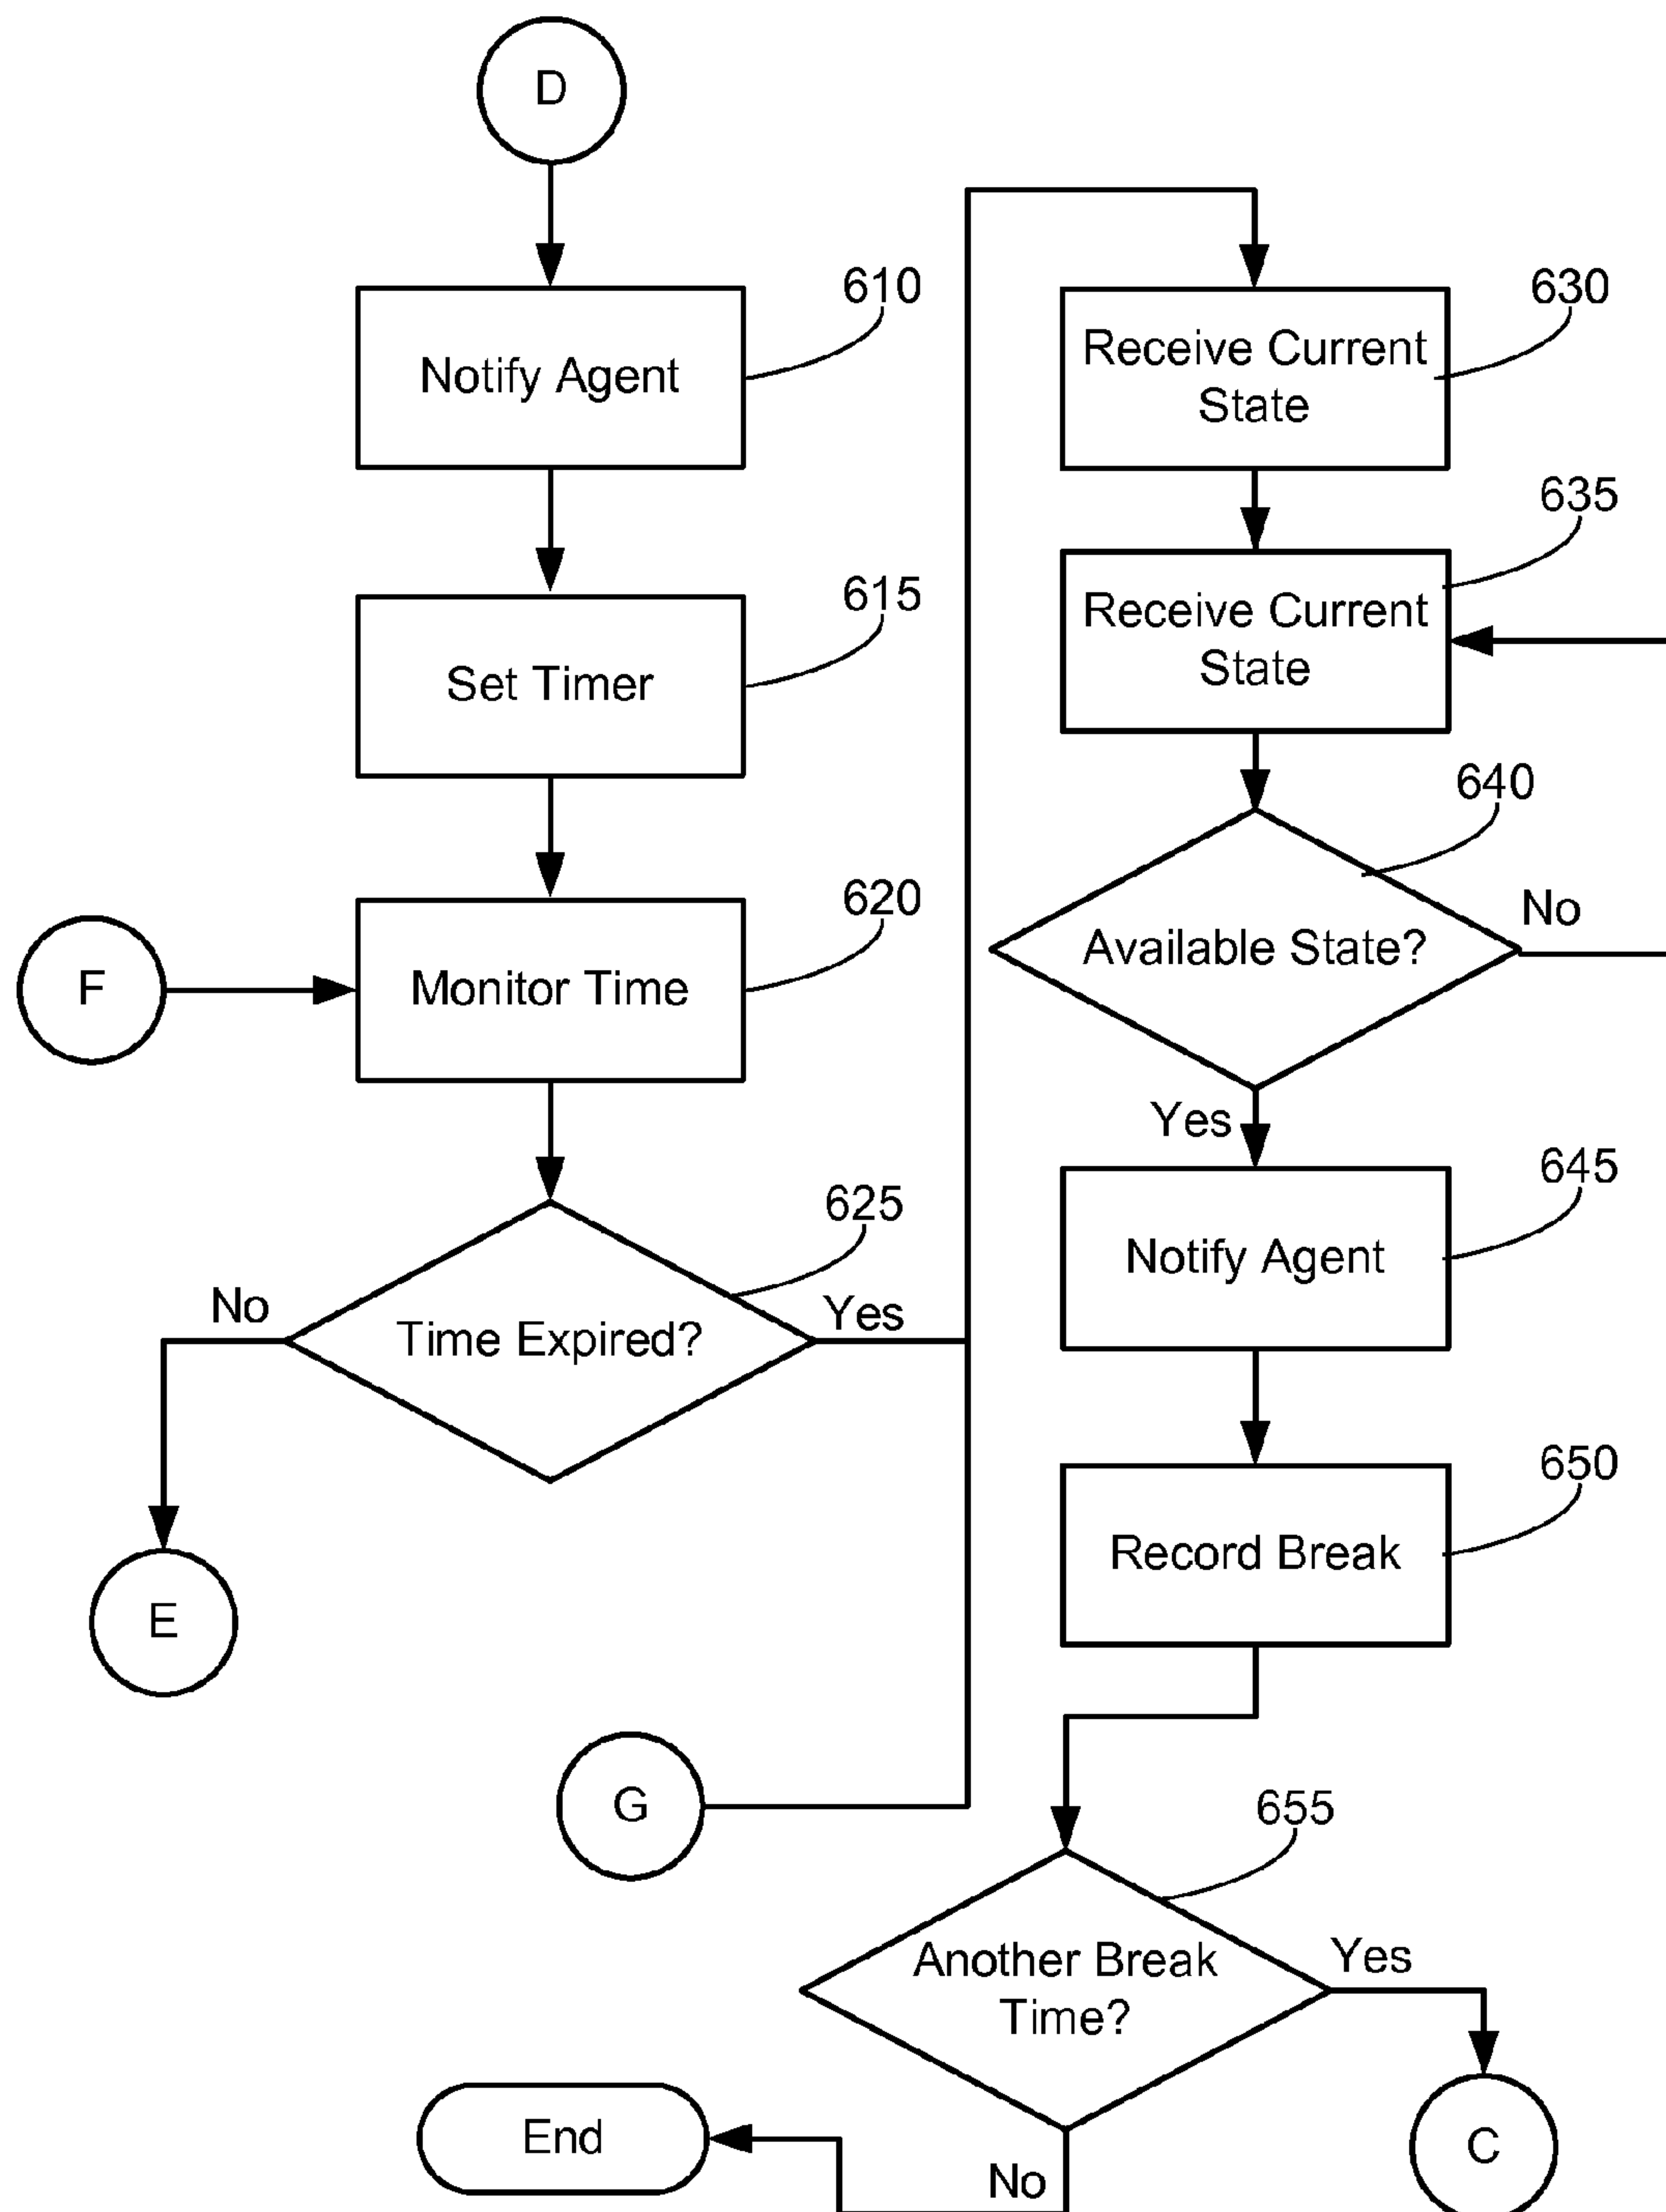 D
610
Notify Agent
615
Set Timer
620
F
Monitor Time
625
No
Time Expired?
Yes
E
G
630
Receive Current
State
635
Receive Current
State
640
Available State?
No
Yes
645
Notify Agent
650
Record Break
655
Another Break
Time?
Yes
C
No
End